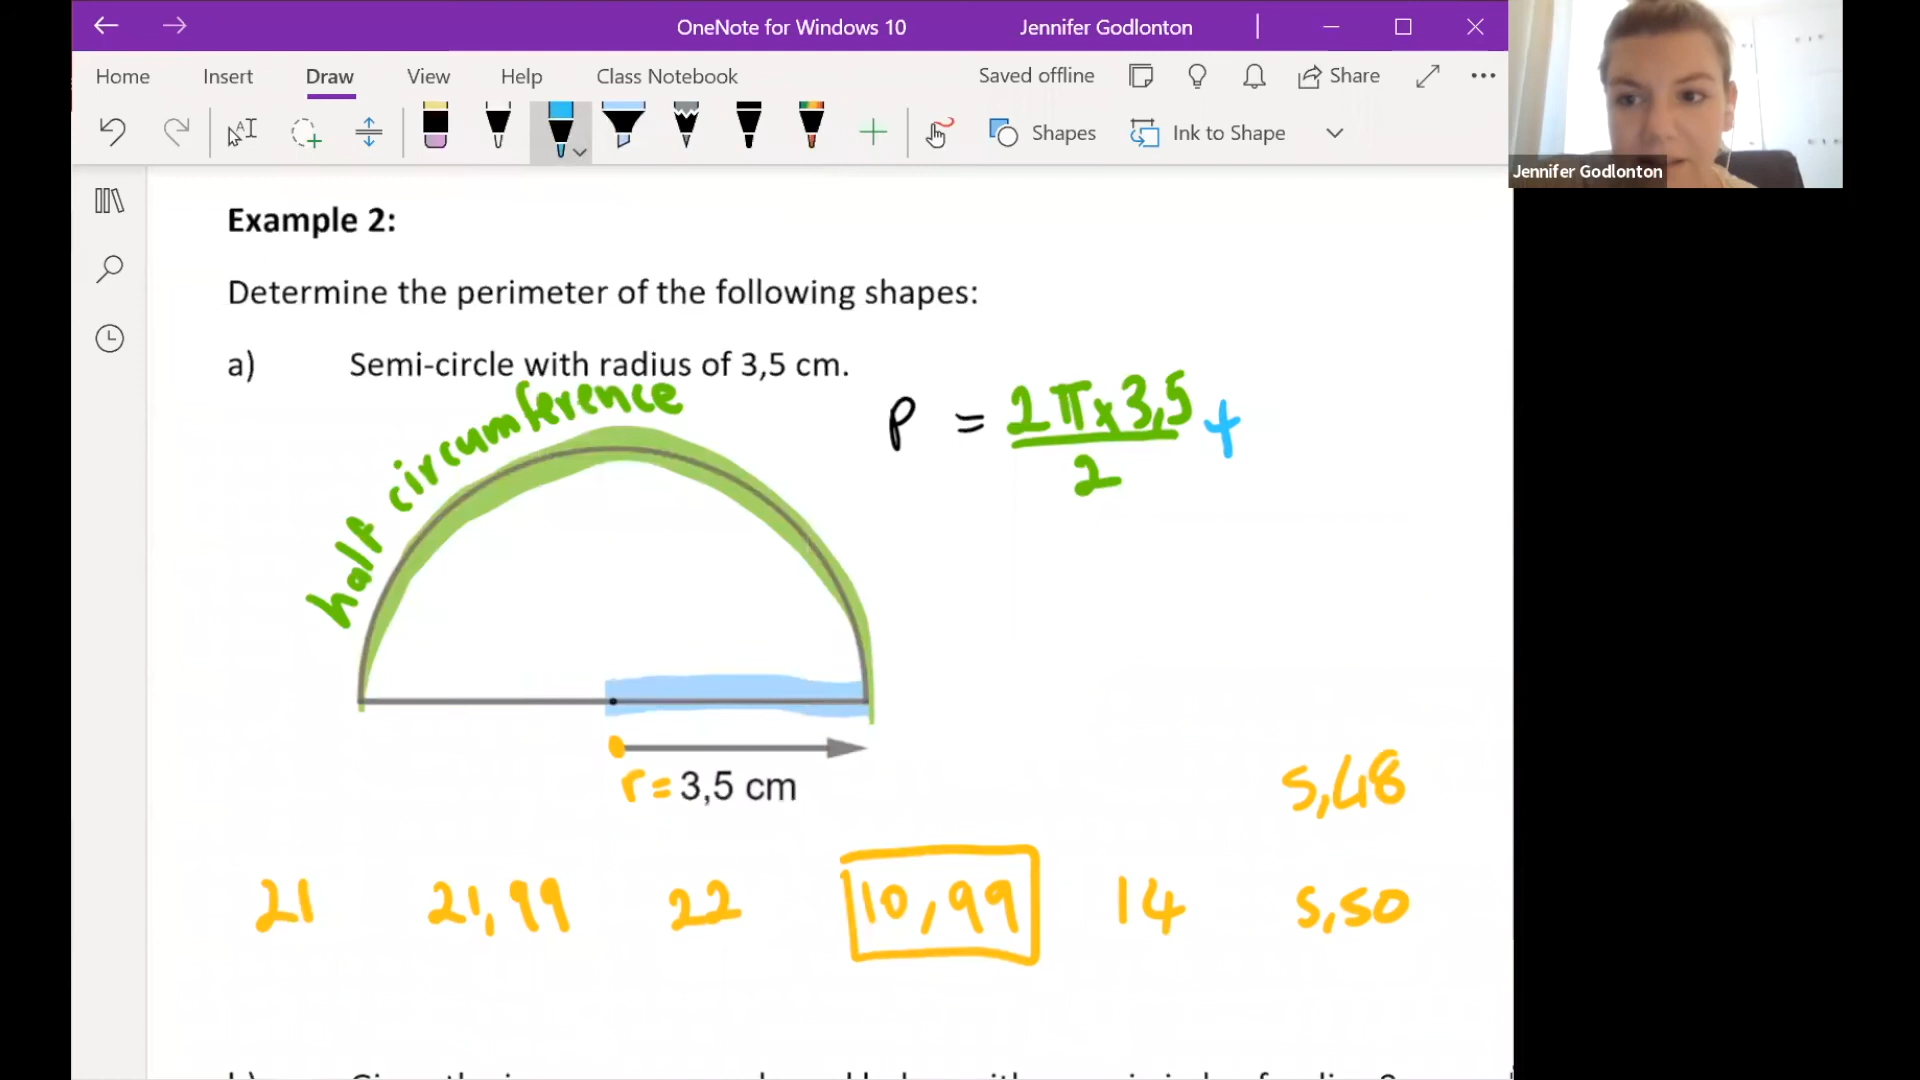 OneNote for Windows 10 Jennifer Godlonton
Home Insert Draw View Help Class Notebook Saved offline Share
Shapes Ink to Shape
Jennifer Godlonton
Example 2:
Determine the perimeter of the following shapes:
a) Semi-circle with radius of 3,5 cm.
half circumference
P = 2π×3,5 +
2
r = 3,5 cm
5,48
21 21,99 22 10,99 14 5,50